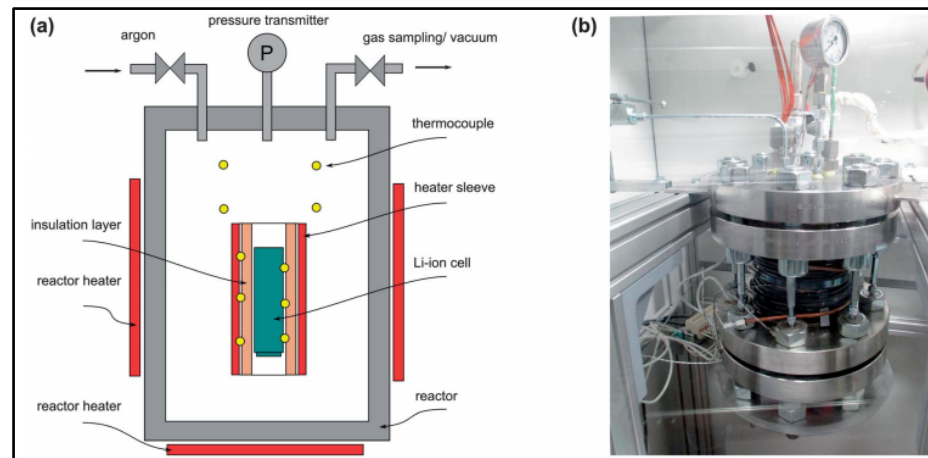 (a)
pressure transmitter
argon
gas sampling/ vacuum
P
thermocouple
heater sleeve
insulation layer
Li-ion cell
reactor heater
reactor heater
reactor
(b)